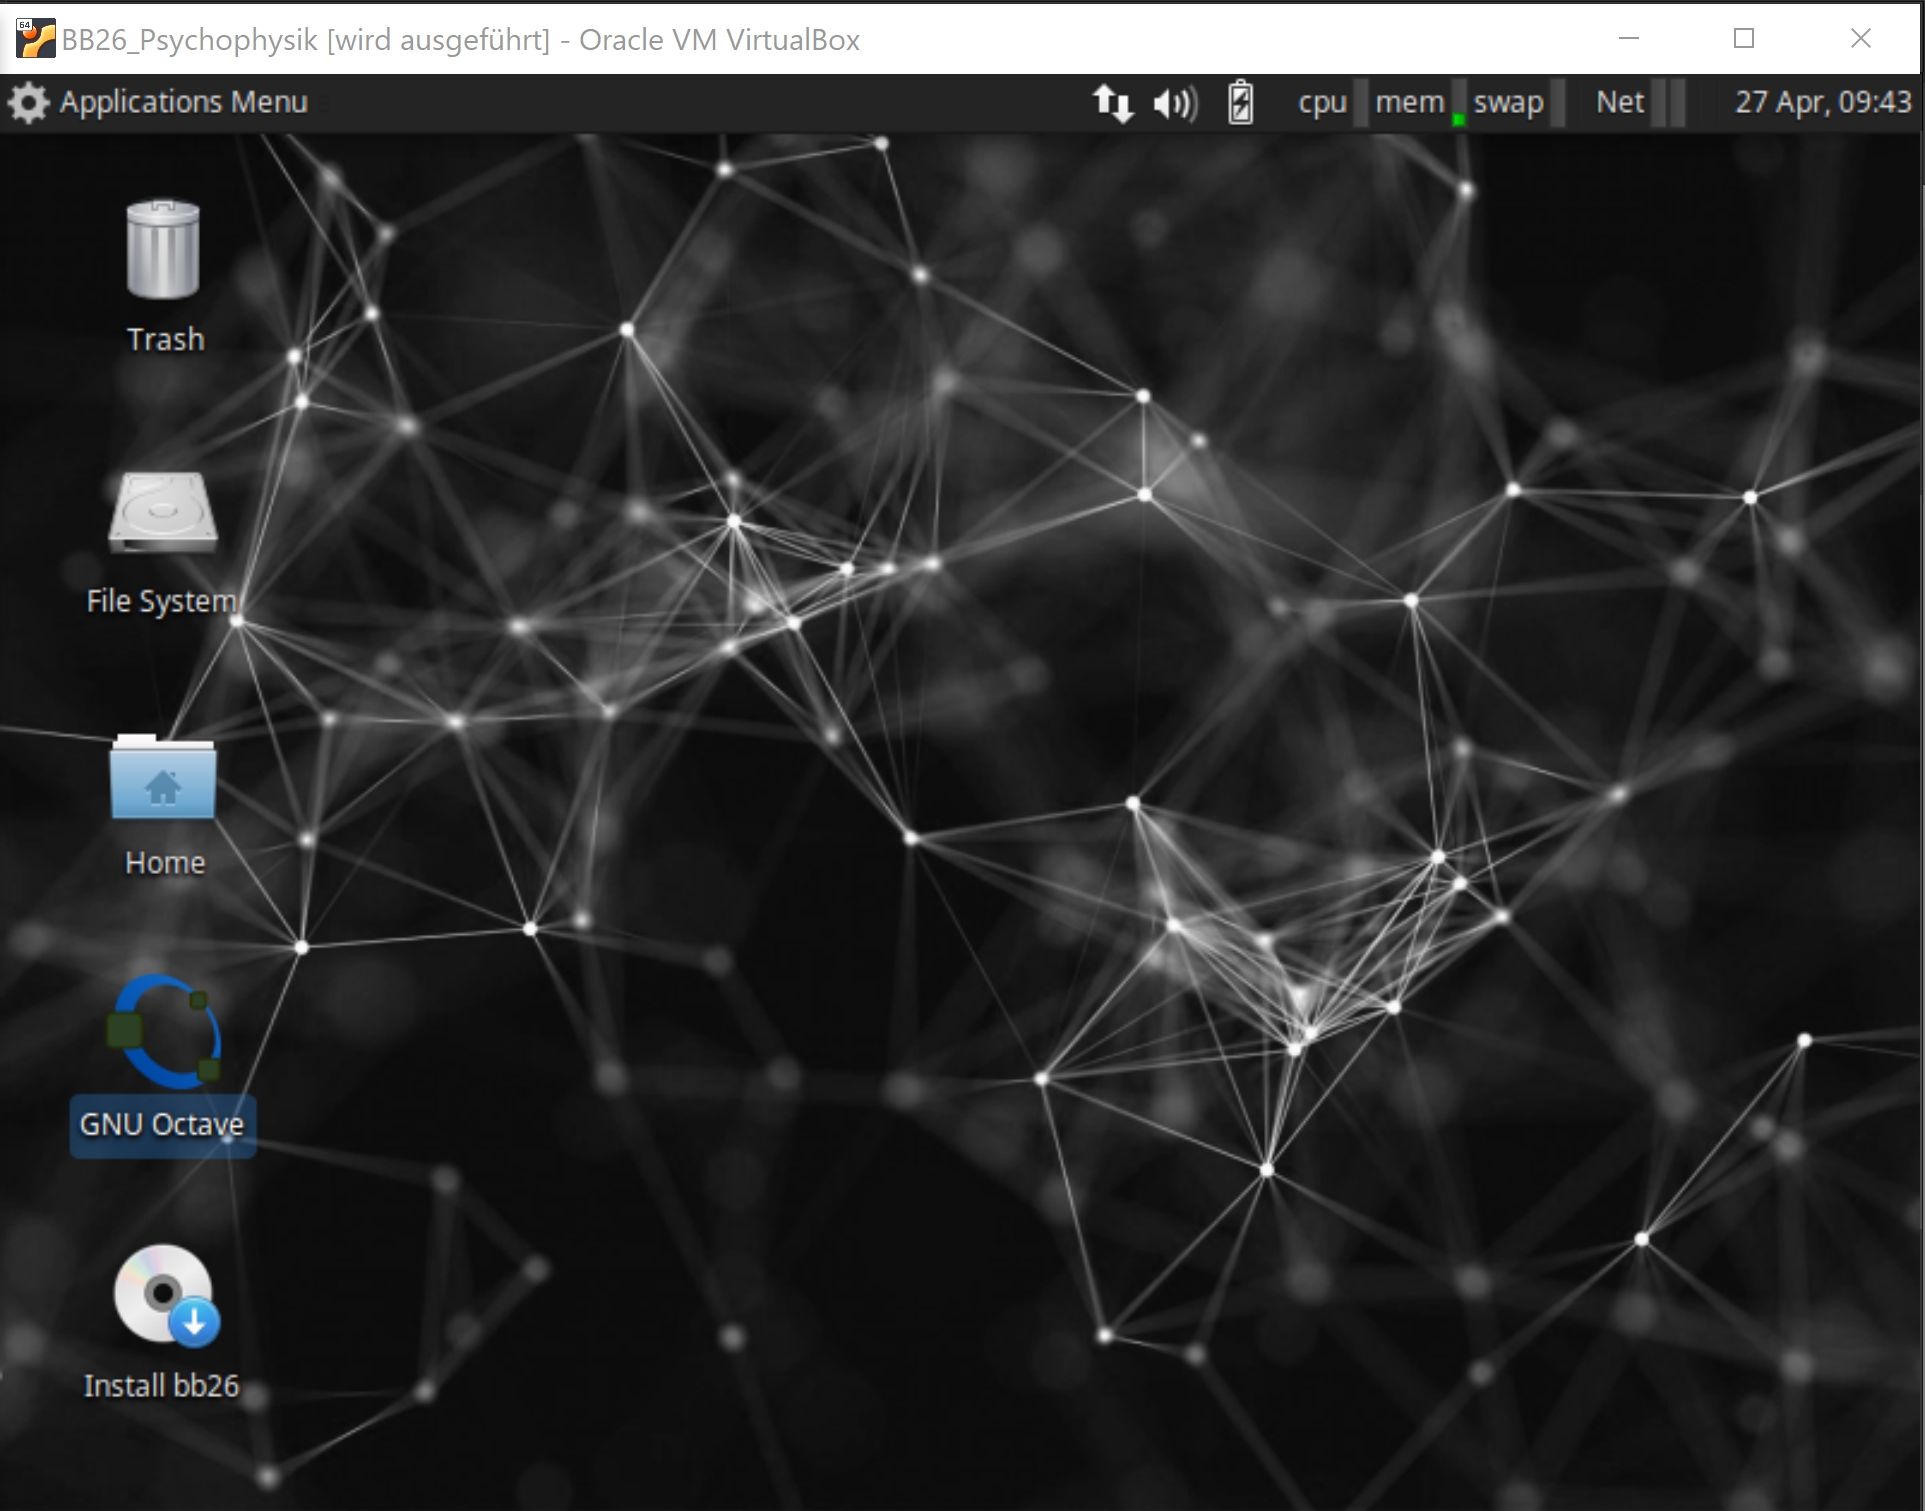 64
BB26_Psychophysik [wird ausgeführt] - Oracle VM VirtualBox
Applications Menu cpu mem swap Net 27 Apr, 09:43
Trash
File System
Home
GNU Octave
Install bb26